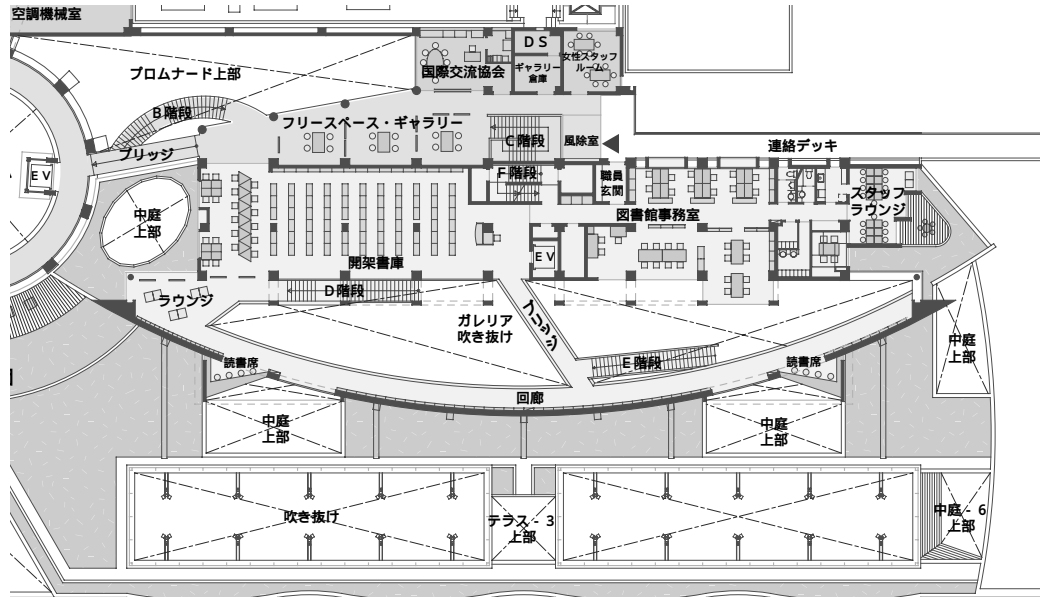 空調機械室
プロムナード上部
国際交流協会
DS
ギャラリー
倉庫
女性スタッフ
ルーム
B階段
フリースペース・ギャラリー
C階段
風除室
連絡デッキ
ブリッジ
EV
F階段
職員
玄関
中庭
上部
図書館事務室
スタッフ
ラウンジ
開架書庫
EV
D階段
ラウンジ
ガレリア
吹き抜け
ブリッジ
E階段
読書席
読書席
中庭
上部
回廊
中庭
上部
中庭
上部
吹き抜け
テラス-3
上部
中庭-6
上部